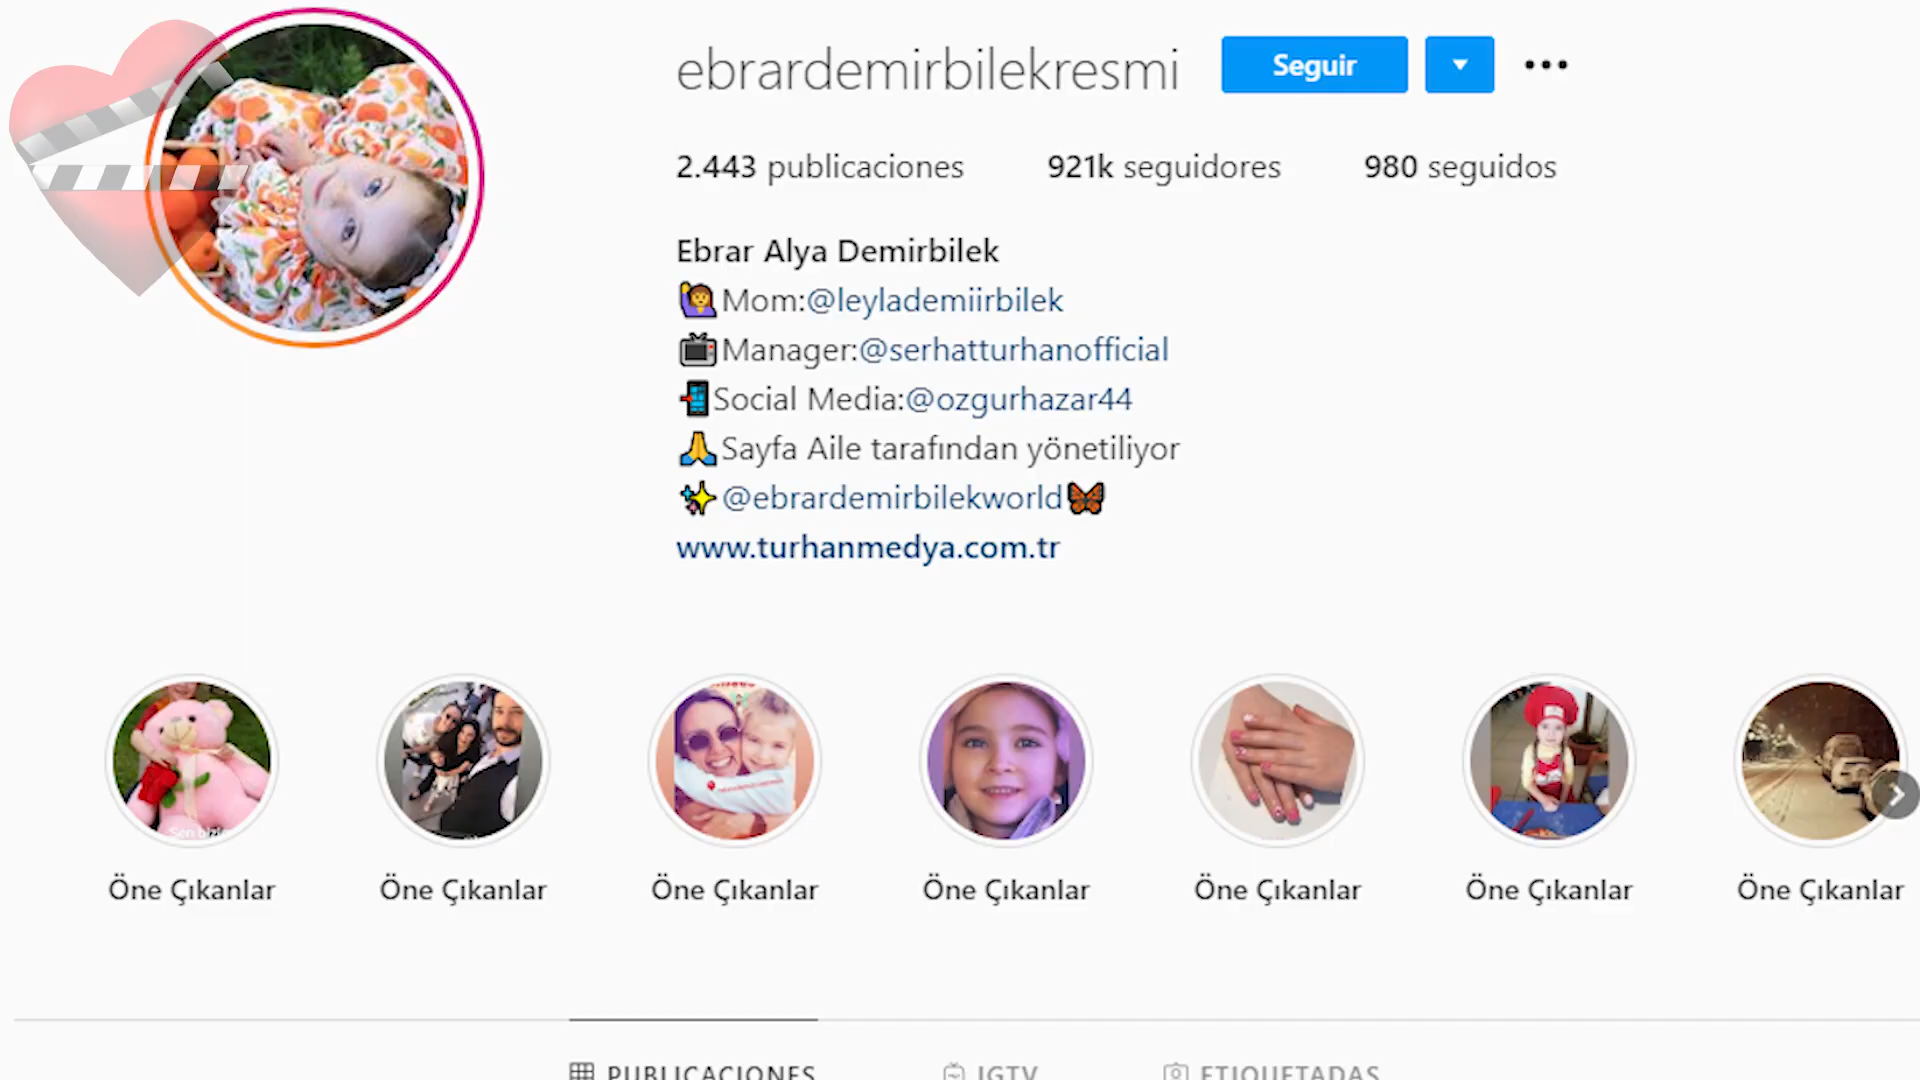 ebrardemirbilekresmi
Seguir
2.443 publicaciones
921k seguidores
980 seguidos
Ebrar Alya Demirbilek
Mom:@leylademiirbilek
Manager:@serhatturhanofficial
Social Media:@ozgurhazar44
Sayfa Aile tarafından yönetiliyor
@ebrardemirbilekworld
www.turhanmedya.com.tr
Öne Çıkanlar
Öne Çıkanlar
Öne Çıkanlar
Öne Çıkanlar
Öne Çıkanlar
Öne Çıkanlar
Öne Çıkanlar
PUBLICACIONES
IGTV
ETIQUETADAS